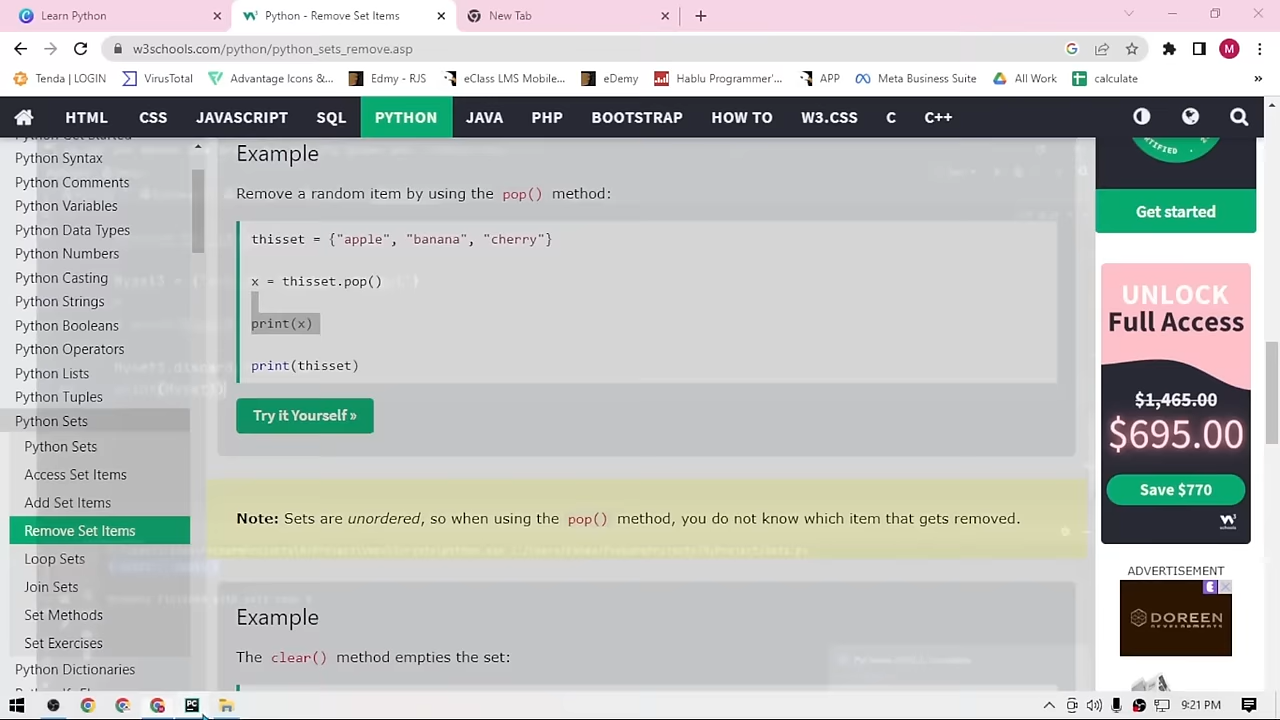 Learn Python
Python - Remove Set Items
New Tab
w3schools.com/python/python_sets_remove.asp
M
Tenda | LOGIN
VirusTotal
Advantage Icons &...
Edmy - RJS
eClass LMS Mobile...
eDemy
Hablu Programmer'...
APP
Meta Business Suite
All Work
calculate
»
HTML
CSS
JAVASCRIPT
SQL
PYTHON
JAVA
PHP
BOOTSTRAP
HOW TO
W3.CSS
C
C++
Python Syntax
Python Comments
Python Variables
Python Data Types
Python Numbers
Python Casting
Python Strings
Python Booleans
Python Operators
Python Lists
Python Tuples
Python Sets
Python Sets
Access Set Items
Add Set Items
Remove Set Items
Loop Sets
Join Sets
Set Methods
Set Exercises
Python Dictionaries
Example
Remove a random item by using the pop() method:
thisset = {"apple", "banana", "cherry"}
x = thisset.pop()
print(x)
print(thisset)
Try it Yourself »
Note: Sets are unordered, so when using the pop() method, you do not know which item that gets removed.
Example
The clear() method empties the set:
Get started
UNLOCK
Full Access
$1,465.00
$695.00
Save $770
schools
ADVERTISEMENT
DOREEN
DEVELOPMENTS
PC
9:21 PM